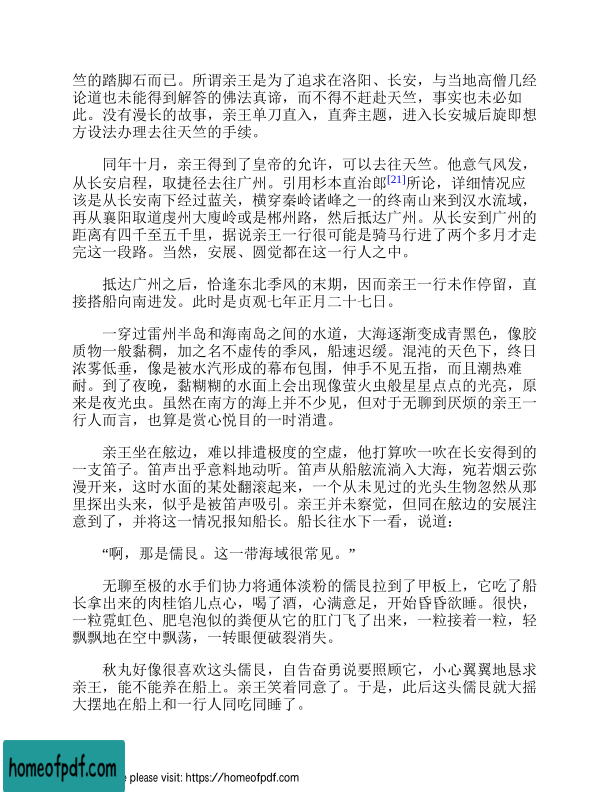 竺的踏脚石而已。所谓亲王是为了追求在洛阳、长安，与当地高僧几经
论道也未能得到解答的佛法真谛，而不得不赶赴天竺，事实也未必如
此。没有漫长的故事，亲王单刀直入，直奔主题，进入长安城后旋即想
方设法办理去往天竺的手续。
同年十月，亲王得到了皇帝的允许，可以去往天竺。他意气风发，
从长安启程，取捷径去往广州。引用杉本直治郎[21]所论，详细情况应
该是从长安南下经过蓝关，横穿秦岭诸峰之一的终南山来到汉水流域，
再从襄阳取道虔州大庾岭或是郴州路，然后抵达广州。从长安到广州的
距离有四千至五千里，据说亲王一行很可能是骑马行进了两个多月才走
完这一段路。当然，安展、圆觉都在这一行人之中。
抵达广州之后，恰逢东北季风的末期，因而亲王一行未作停留，直
接搭船向南进发。此时是贞观七年正月二十七日。
一穿过雷州半岛和海南岛之间的水道，大海逐渐变成青黑色，像胶
质物一般黏稠，加之名不虚传的季风，船速迟缓。混沌的天色下，终日
浓雾低垂，像是被水汽形成的幕布包围，伸手不见五指，而且潮热难
耐。到了夜晚，黏糊糊的水面上会出现像萤火虫般星星点点的光亮，原
来是夜光虫。虽然在南方的海上并不少见，但对于无聊到厌烦的亲王一
行人而言，也算是赏心悦目的一时消遣。
亲王坐在舷边，难以排遣极度的空虚，他打算吹一吹在长安得到的
一支笛子。笛声出乎意料地动听。笛声从船舷流淌入大海，宛若烟云弥
漫开来，这时水面的某处翻滚起来，一个从未见过的光头生物忽然从那
里探出头来，似乎是被笛声吸引。亲王并未察觉，但同在舷边的安展注
意到了，并将这一情况报知船长。船长往水下一看，说道：
“啊，那是儒艮。这一带海域很常见。”
无聊至极的水手们协力将通体淡粉的儒艮拉到了甲板上，它吃了船
长拿出来的肉桂馅儿点心，喝了酒，心满意足，开始昏昏欲睡。很快，
一粒霓虹色、肥皂泡似的粪便从它的肛门飞了出来，一粒接着一粒，轻
飘飘地在空中飘荡，一转眼便破裂消失。
秋丸好像很喜欢这头儒艮，自告奋勇说要照顾它，小心翼翼地恳求
亲王，能不能养在船上。亲王笑着同意了。于是，此后这头儒艮就大摇
大摆地在船上和一行人同吃同睡了。
homeofpdf.com
e please visit: https://homeofpdf.com